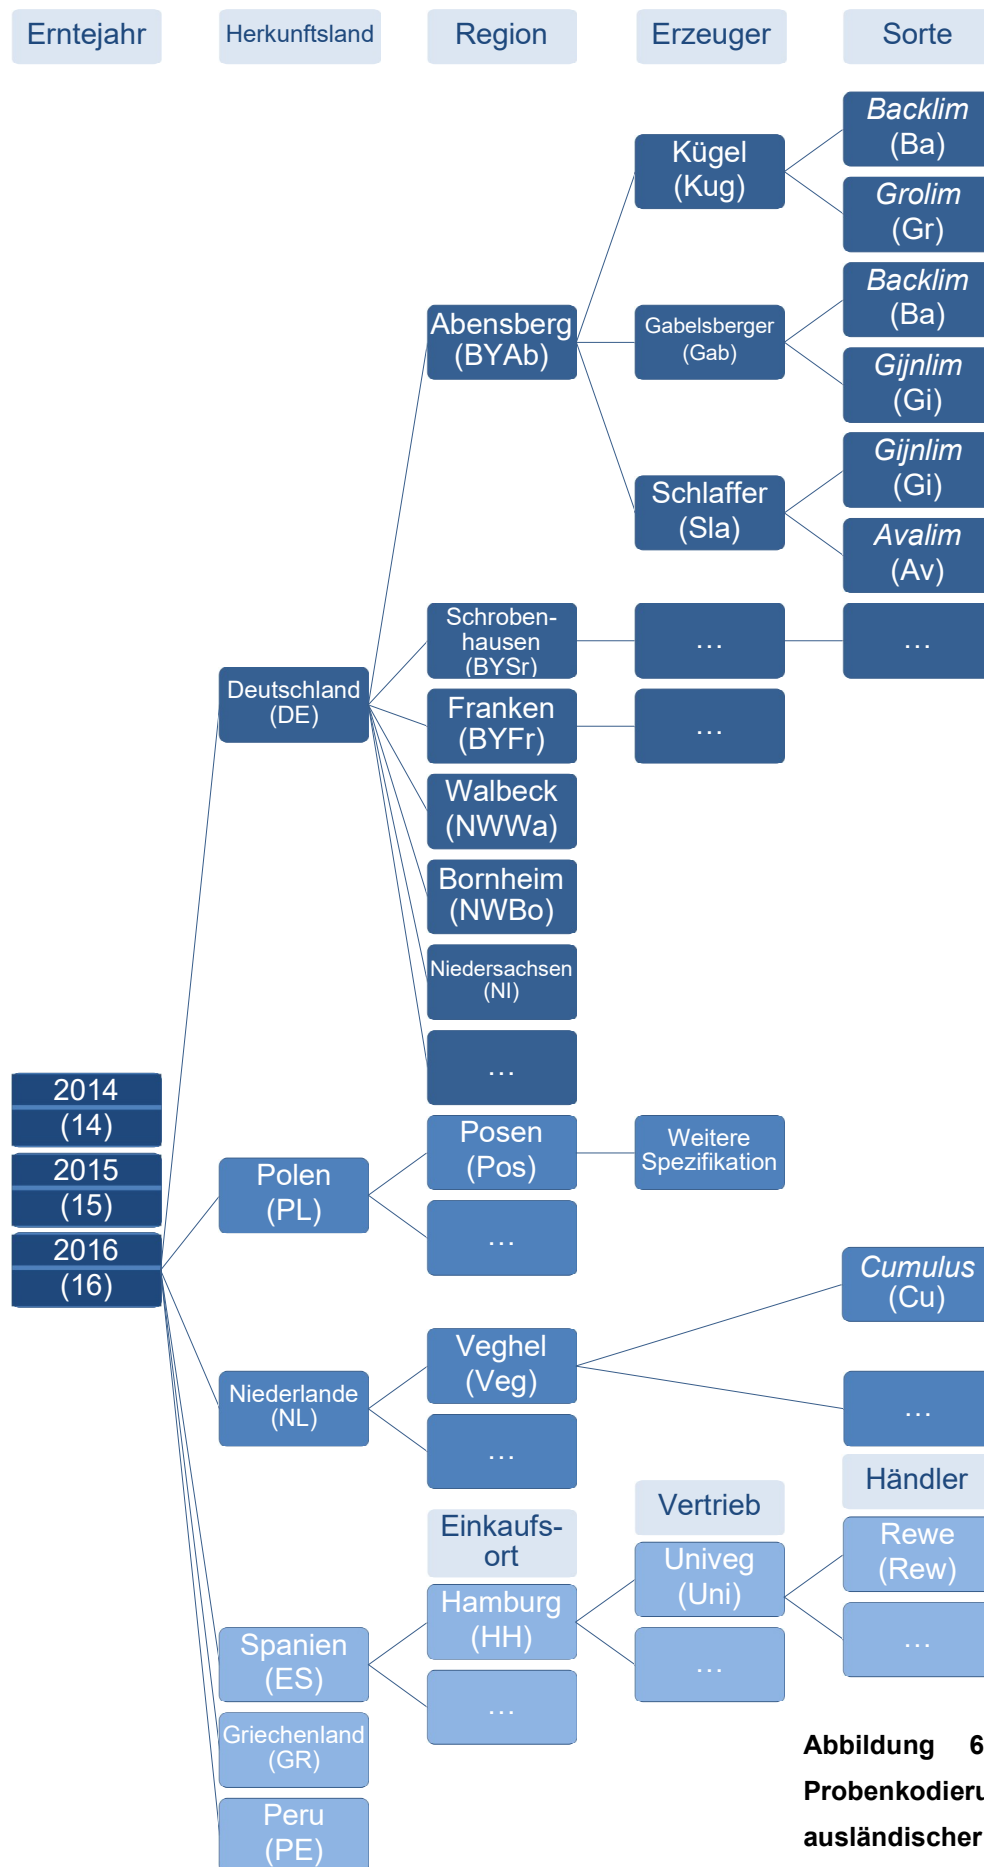 Erntejahr
Herkunftsland
Region
Erzeuger
Sorte
Backlim
(Ba)
Kügel
(Kug)
Grolim
(Gr)
Backlim
(Ba)
Abensberg
(BYAb)
Gabelsberger
(Gab)
Gijnlim
(Gi)
Gijnlim
(Gi)
Schlaffer
(Sla)
Avalim
(Av)
Schroben-
hausen
(BYSr)
...
...
Deutschland
(DE)
Franken
(BYFr)
...
Walbeck
(NWWa)
Bornheim
(NWBo)
Niedersachsen
(NI)
...
2014
(14)
2015
(15)
2016
(16)
Polen
(PL)
Posen
(Pos)
Weitere
Spezifikation
...
Cumulus
(Cu)
Niederlande
(NL)
Veghel
(Veg)
...
...
Einkaufs-
ort
Vertrieb
Händler
Spanien
(ES)
Hamburg
(HH)
Univeg
(Uni)
Rewe
(Rew)
...
...
...
Griechenland
(GR)
Peru
(PE)
Abbildung 6
Probenkodieru
ausländischer